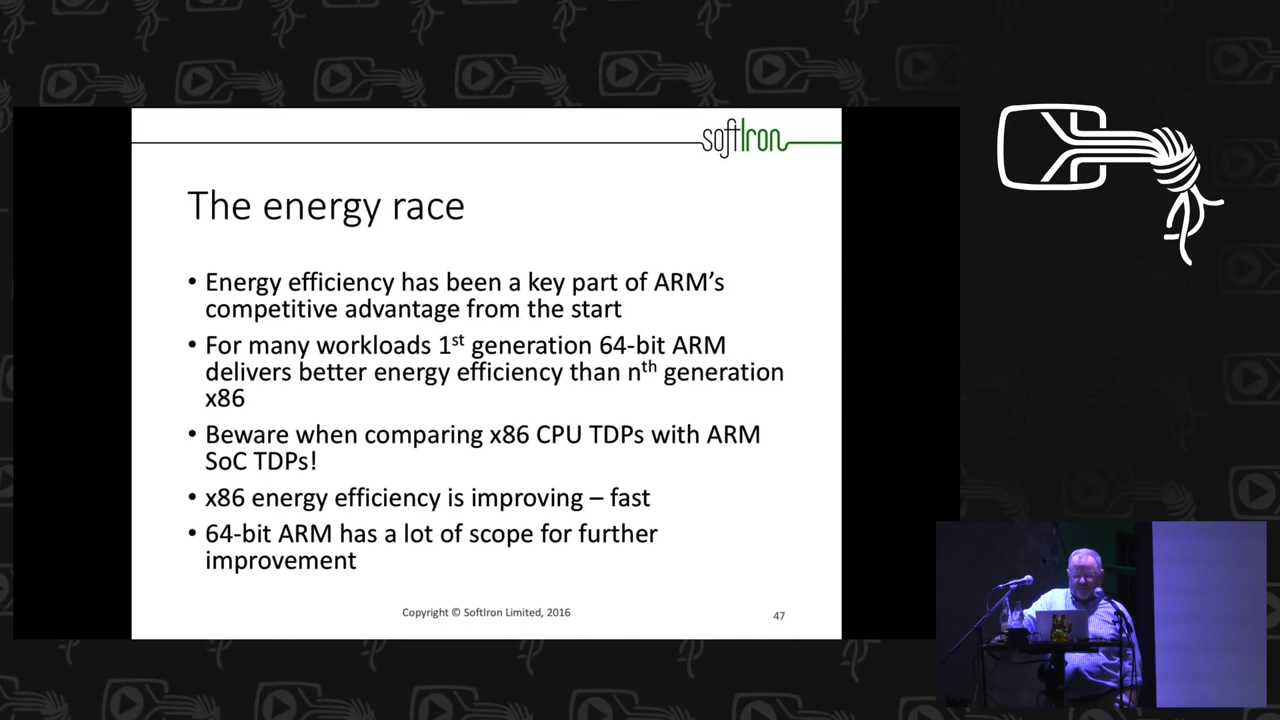 softIron
The energy race
• Energy efficiency has been a key part of ARM’s
competitive advantage from the start
• For many workloads 1st generation 64-bit ARM
delivers better energy efficiency than nth generation
x86
• Beware when comparing x86 CPU TDPs with ARM
SoC TDPs!
• x86 energy efficiency is improving – fast
• 64-bit ARM has a lot of scope for further
improvement
Copyright © SoftIron Limited, 2016
47